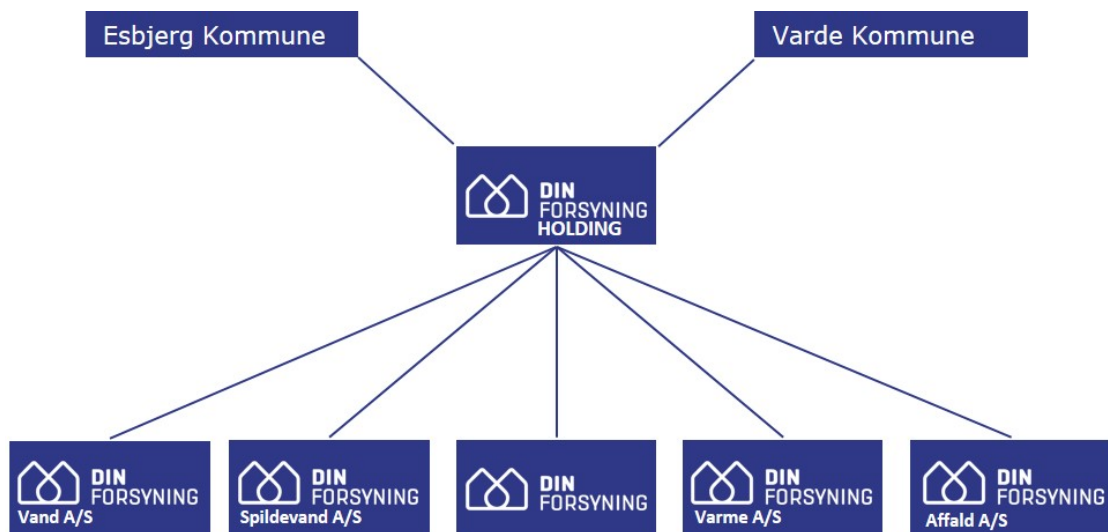 Esbjerg Kommune
Varde Kommune
DIN
FORSYNING
HOLDING
DIN
FORSYNING
Vand A/S
DIN
FORSYNING
Spildevand A/S
DIN
FORSYNING
DIN
FORSYNING
Varme A/S
DIN
FORSYNING
Affald A/S